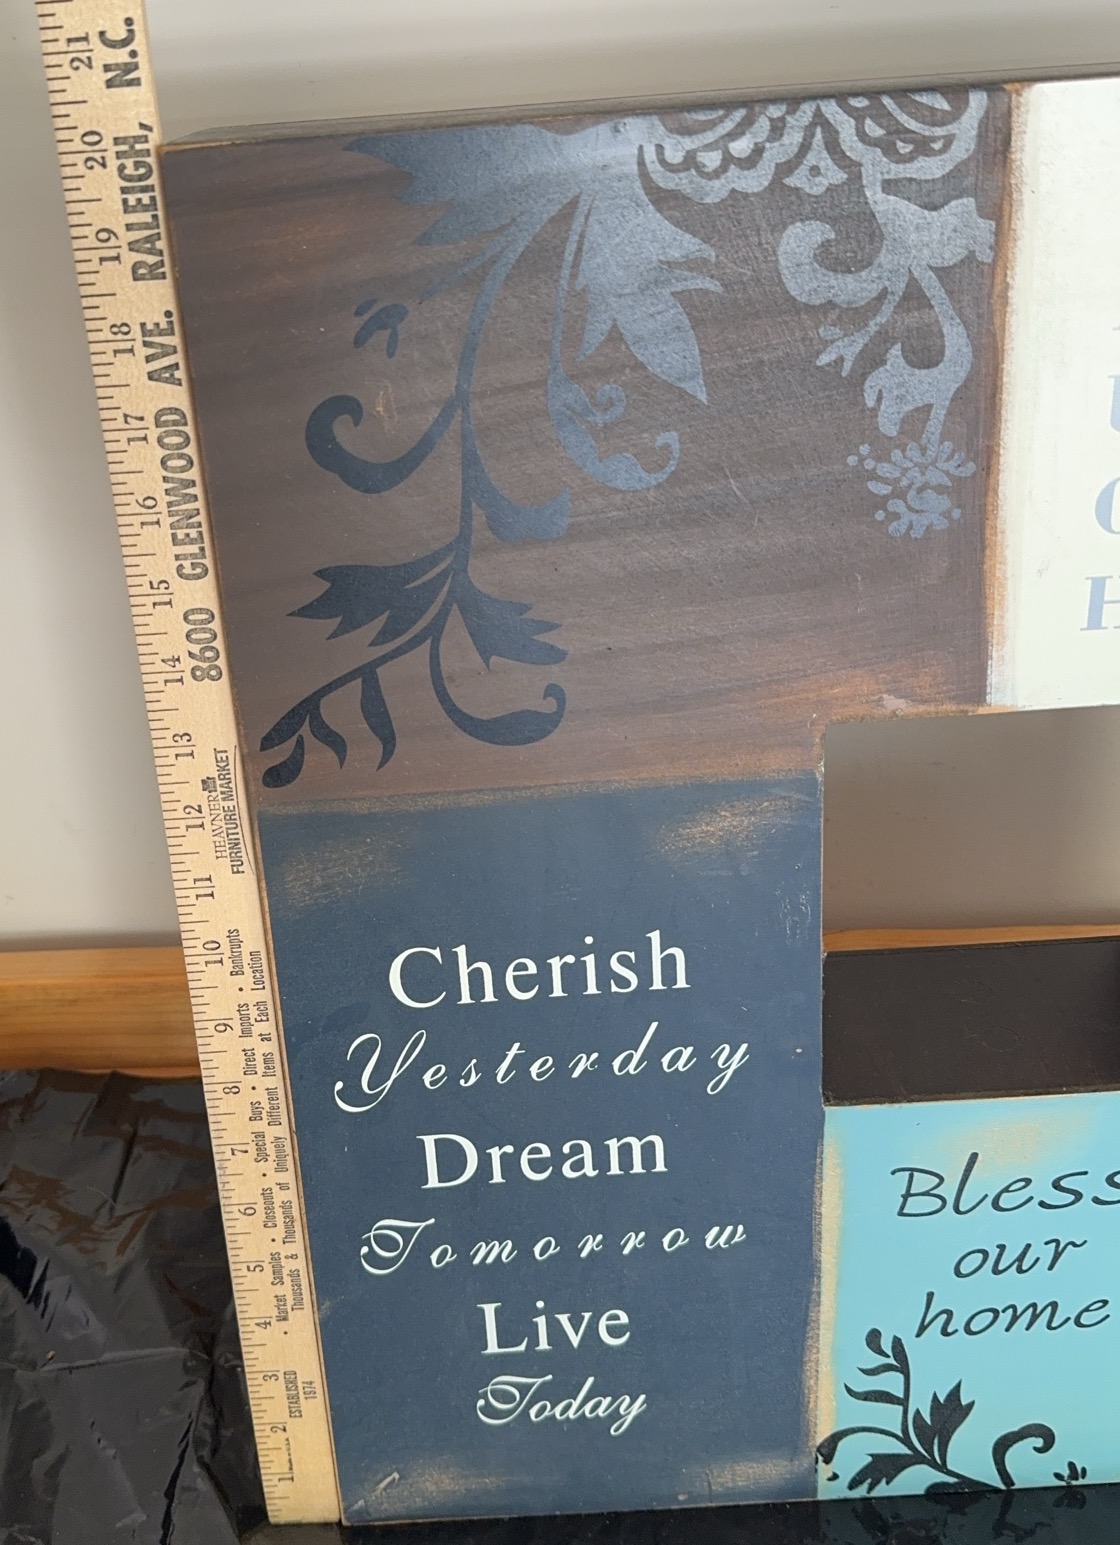 1 2 3 4 5 6 7 8 9 10 11 12 13 14 15 16 17 18 19 20 21
ESTABLISHED
1974
• Market Samples • Closeouts • Special Buys • Direct Imports • Bankrupts
Thousands & Thousands of Uniquely Different Items at Each Location
HEAVNER
FURNITURE MARKET
8600 GLENWOOD AVE. RALEIGH, N.C.
Cherish
Yesterday
Dream
Tomorrow
Live
Today
H
Bless
our
home